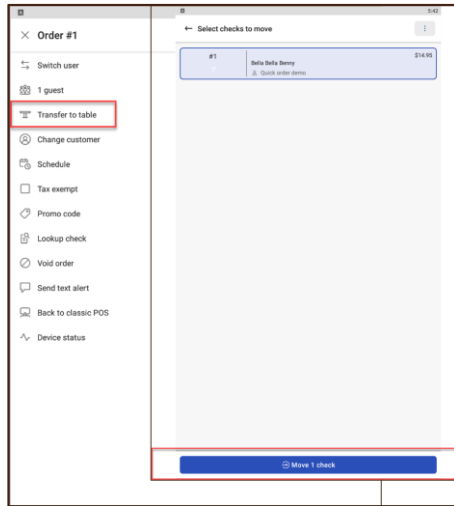 Order #1
Switch user
1 guest
Transfer to table
Change customer
Schedule
Tax exempt
Promo code
Lookup check
Void order
Send text alert
Back to classic POS
Device status
5:42
Select checks to move
#1
$14.95
Bella Bella Benny
Quick order demo
Move 1 check